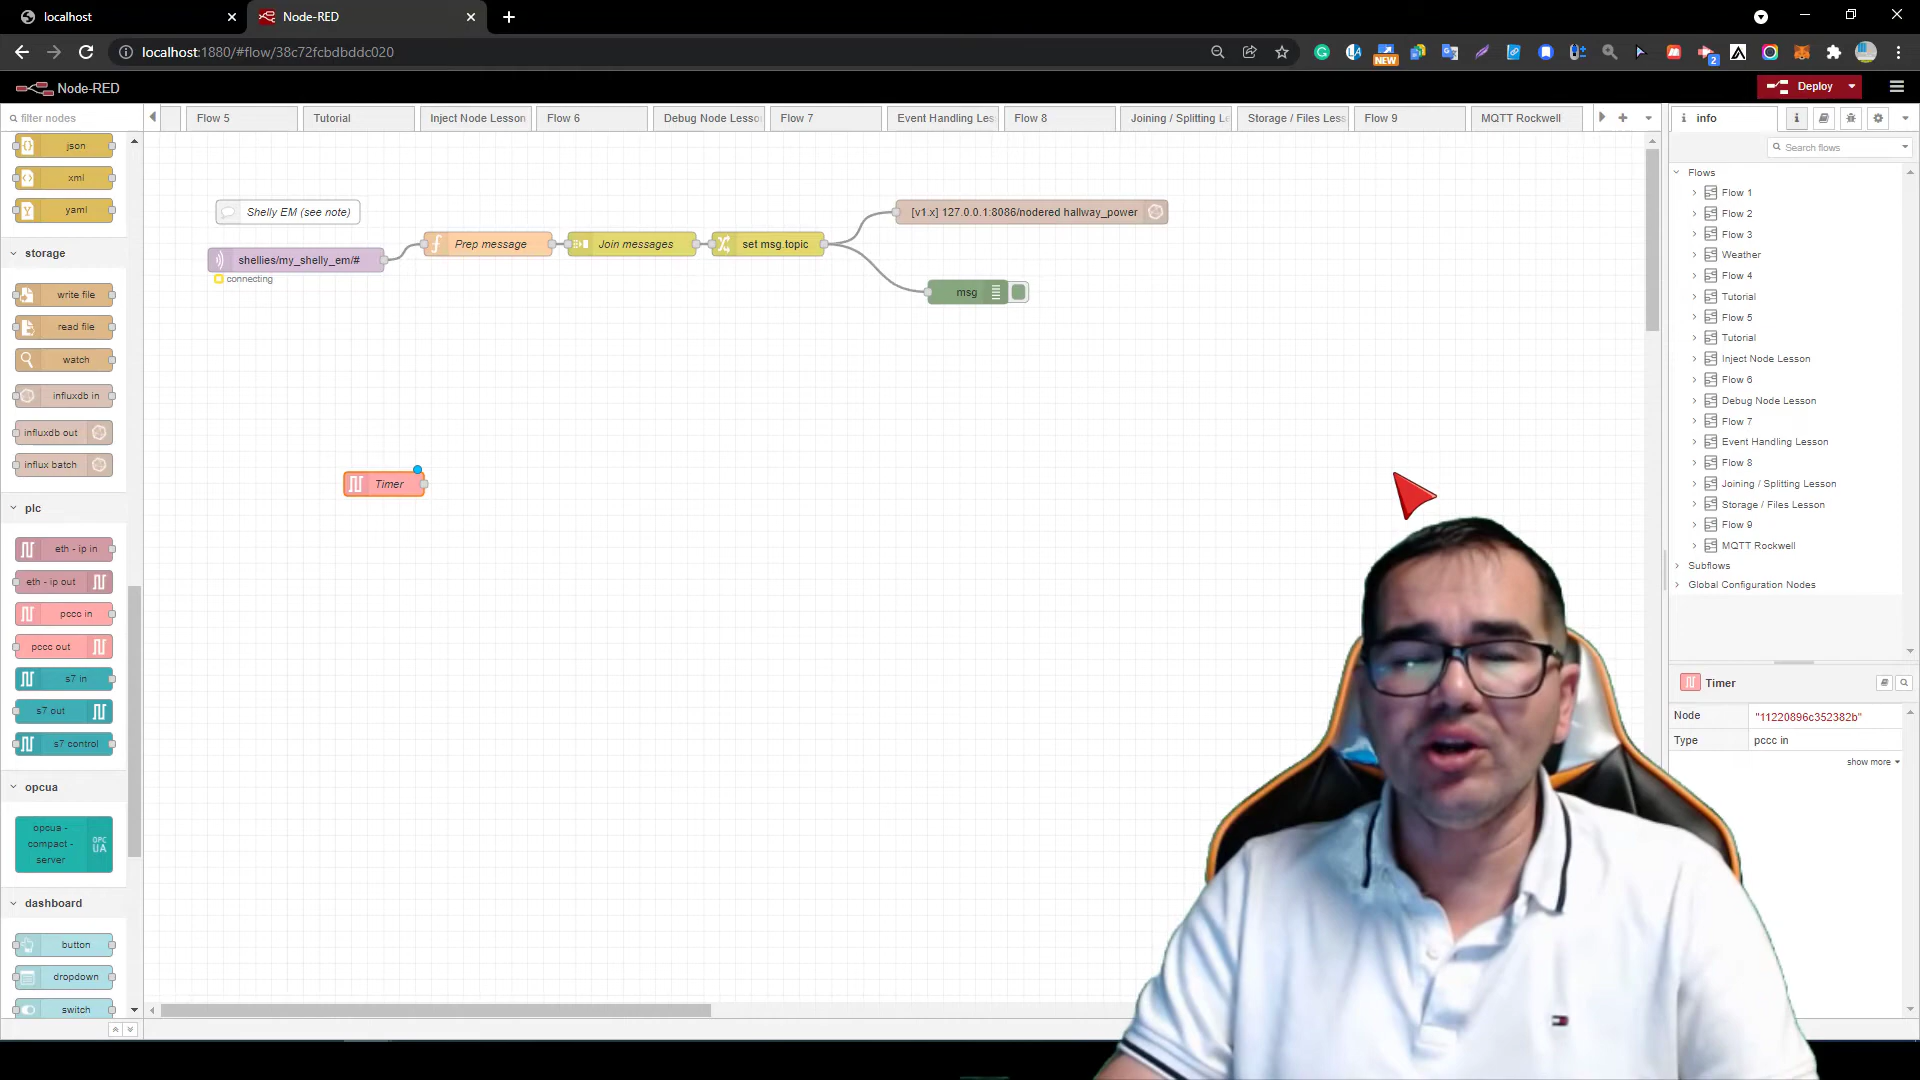 localhost
Node-RED
localhost:1880/#flow/38c72fcbdbddc020
NEW
2
Node-RED
Deploy
filter nodes
Flow 5
Tutorial
Inject Node Lesson
Flow 6
Debug Node Lesso
Flow 7
Event Handling Les
Flow 8
Joining / Splitting Le
Storage / Files Less
Flow 9
MQTT Rockwell
json
xml
yaml
storage
write file
read file
watch
influxdb in
influxdb out
influx batch
plc
eth - ip in
eth - ip out
pccc in
pccc out
s7 in
s7 out
s7 control
opcua
opcua -
compact -
server
OPC
UA
dashboard
button
dropdown
switch
Shelly EM (see note)
shellies/my_shelly_em/#
connecting
Prep message
Join messages
set msg.topic
[v1.x] 127.0.0.1:8086/nodered hallway_power
msg
Timer
info
Search flows
Flows
Flow 1
Flow 2
Flow 3
Weather
Flow 4
Tutorial
Flow 5
Tutorial
Inject Node Lesson
Flow 6
Debug Node Lesson
Flow 7
Event Handling Lesson
Flow 8
Joining / Splitting Lesson
Storage / Files Lesson
Flow 9
MQTT Rockwell
Subflows
Global Configuration Nodes
Timer
Node "11220896c352382b"
Type pccc in
show more